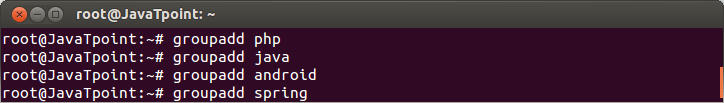 root@JavaTpoint: ~
root@JavaTpoint:~# groupadd php
root@JavaTpoint:~# groupadd java
root@JavaTpoint:~# groupadd android
root@JavaTpoint:~# groupadd spring